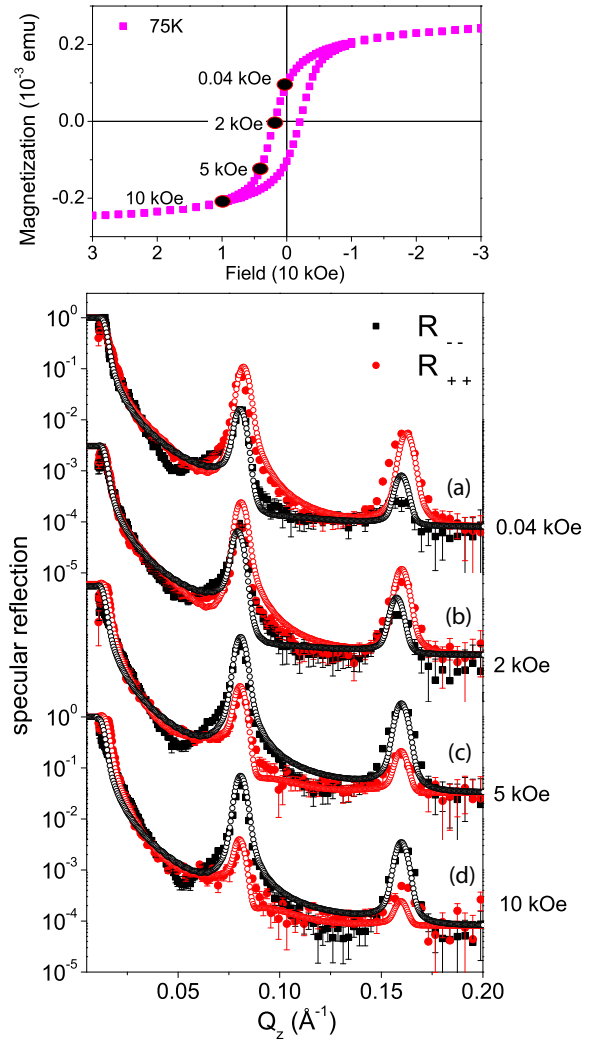 75K
0.2
0.0
-0.2
Magnetization (10⁻³ emu)
0.04 kOe
2 kOe
5 kOe
10 kOe
3 2 1 0 -1 -2 -3
Field (10 kOe)
R - -
R + +
10⁰
10⁻¹
10⁻²
10⁻³
10⁻⁴
10⁻⁵
10⁰
10⁻¹
10⁻²
10⁻³
10⁻⁴
10⁻⁵
specular reflection
(a)
0.04 kOe
(b)
2 kOe
(c)
5 kOe
(d)
10 kOe
0.05 0.10 0.15 0.20
Q_z (Å⁻¹)